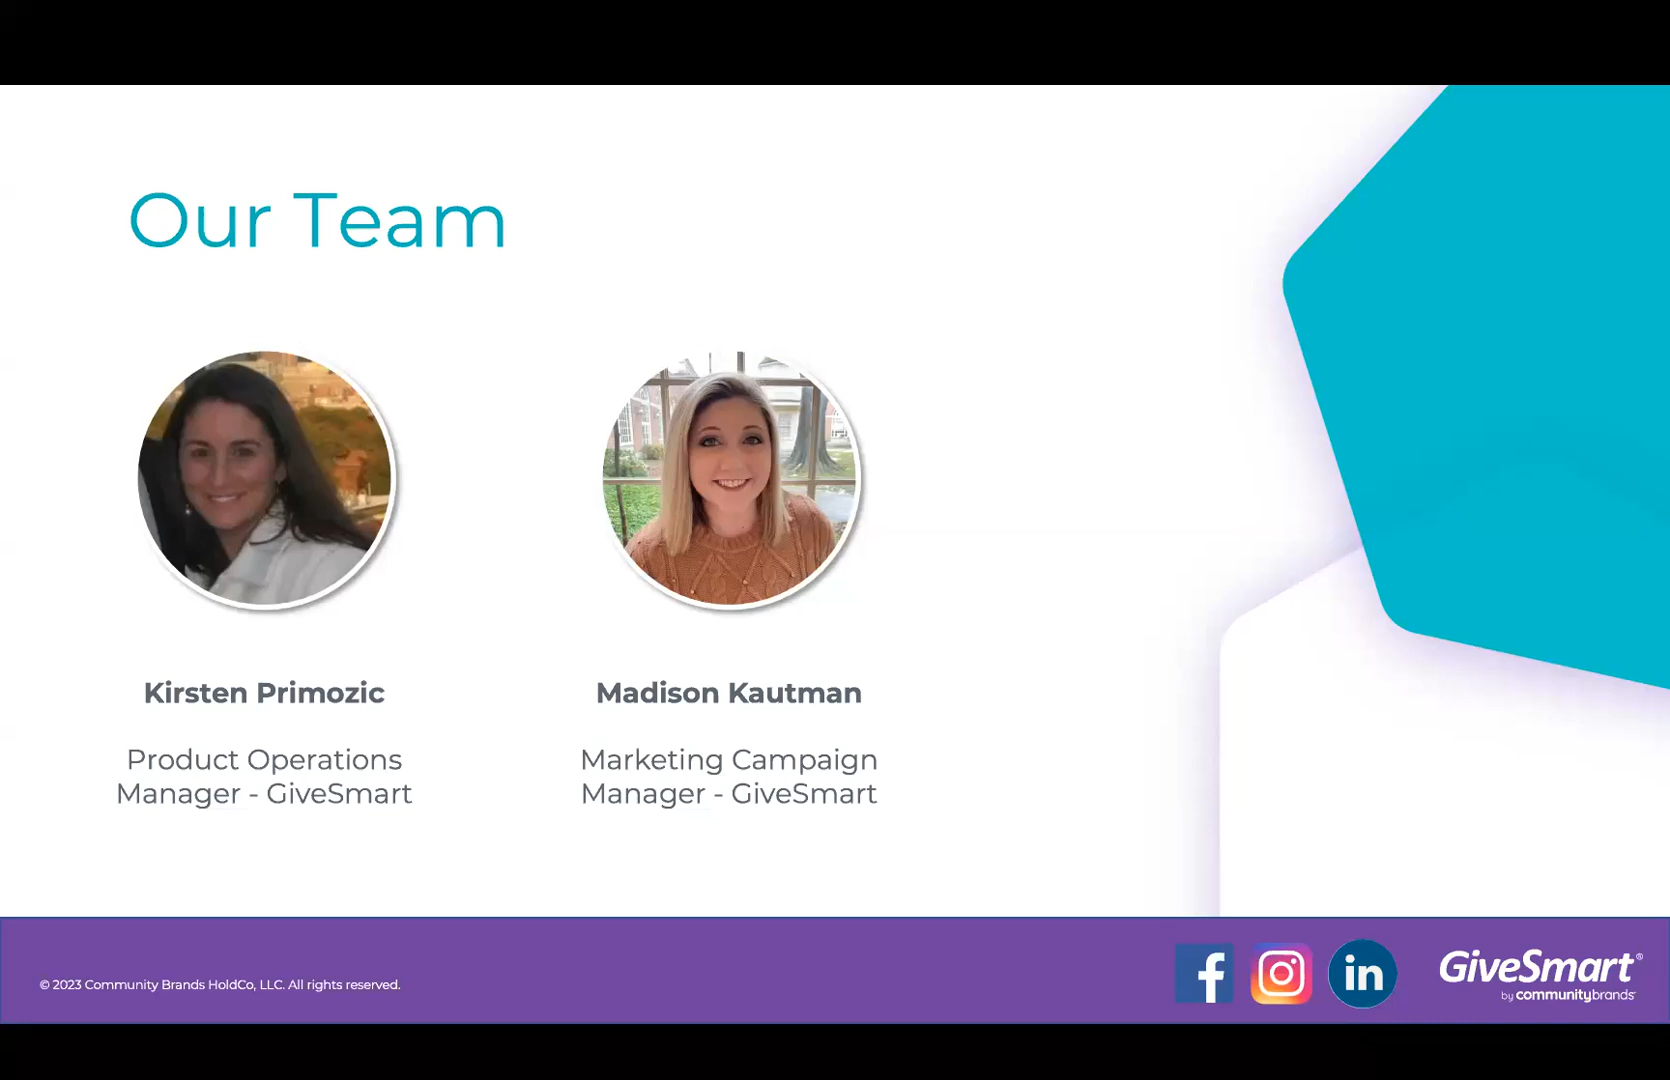 Our Team
Kirsten Primozic
Product Operations
Manager - GiveSmart
Madison Kautman
Marketing Campaign
Manager - GiveSmart
© 2023 Community Brands HoldCo, LLC. All rights reserved.
f
in
GiveSmart®
by communitybrands